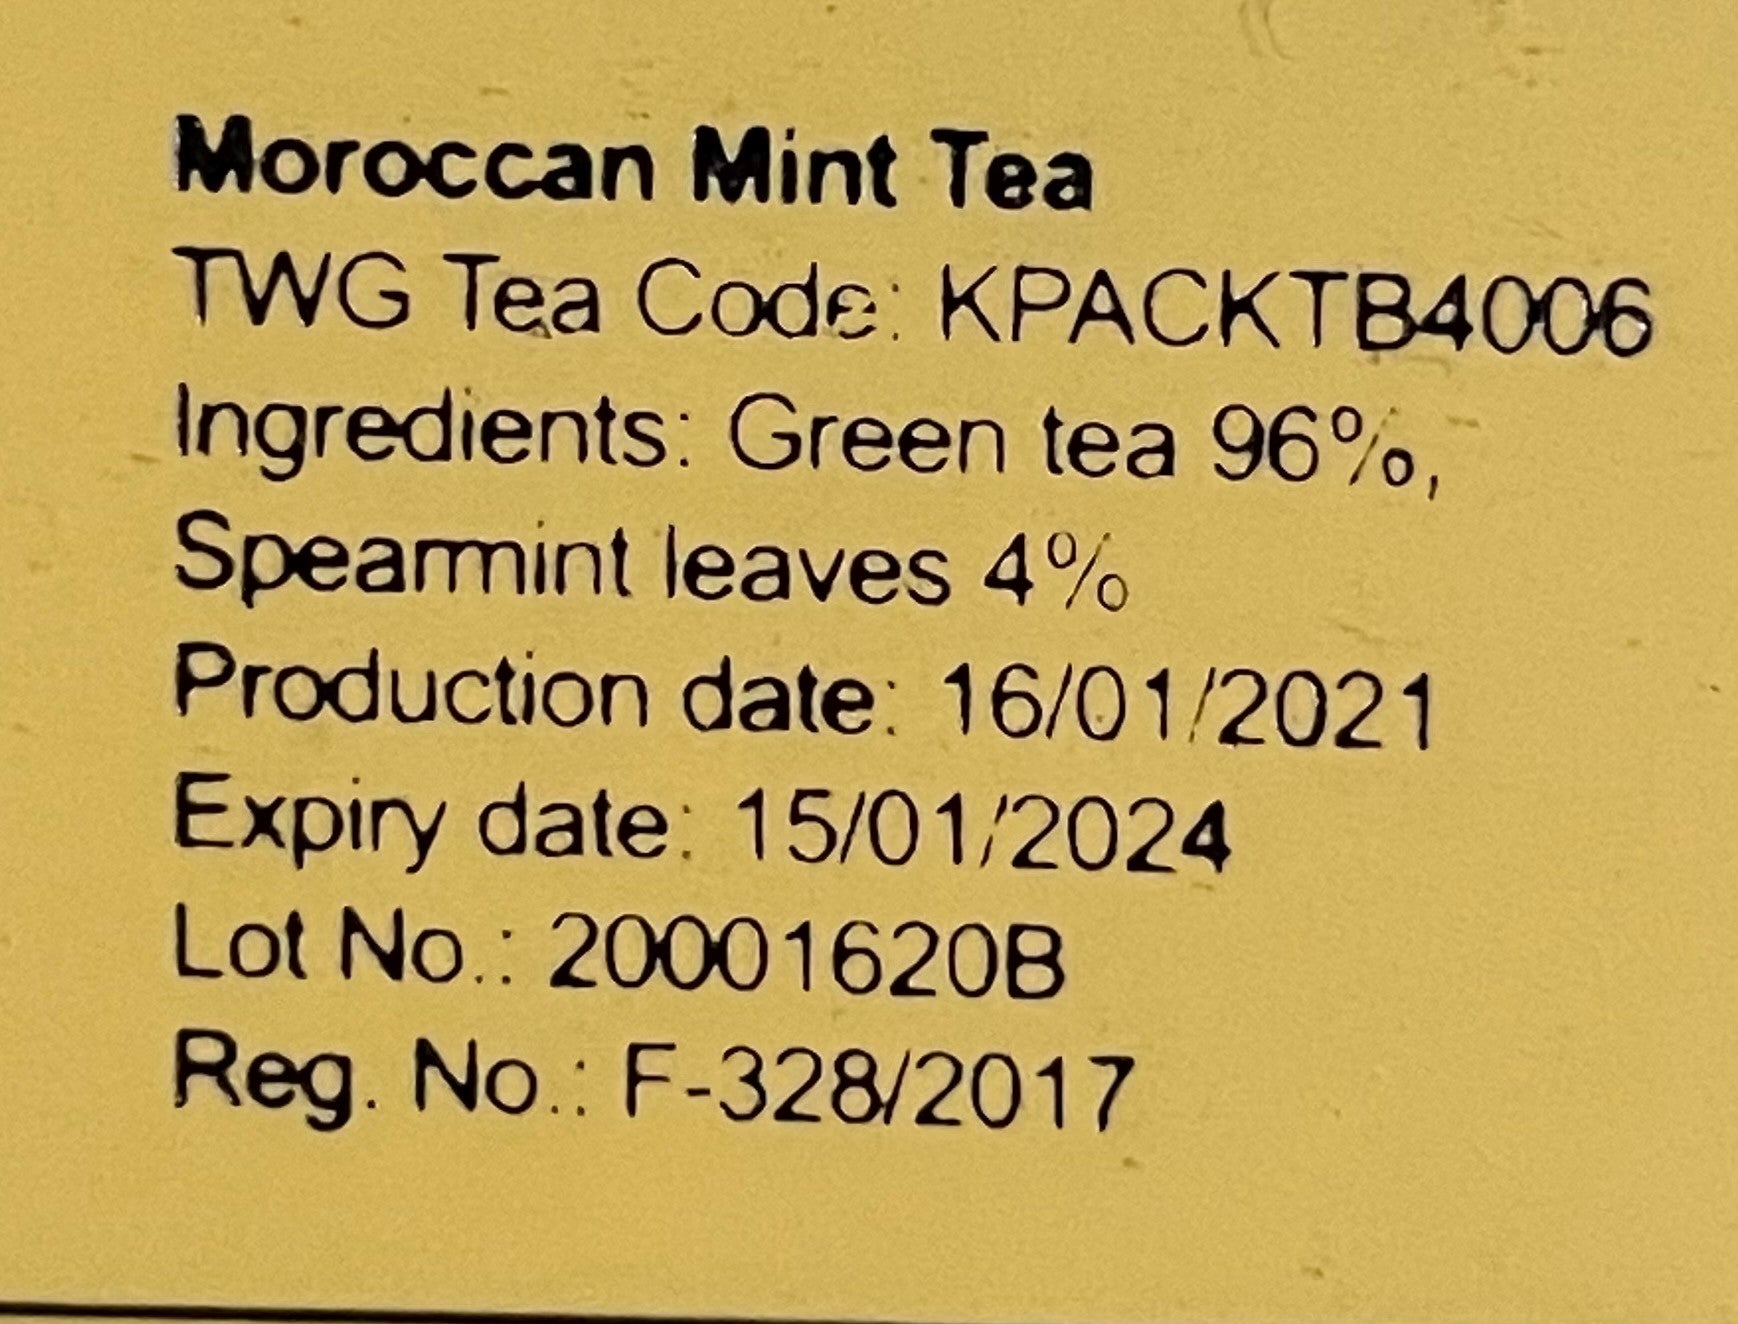 Moroccan Mint Tea
TWG Tea Code: KPACKTB4006
Ingredients: Green tea 96%,
Spearmint leaves 4%
Production date: 16/01/2021
Expiry date: 15/01/2024
Lot No.: 20001620B
Reg. No.: F-328/2017